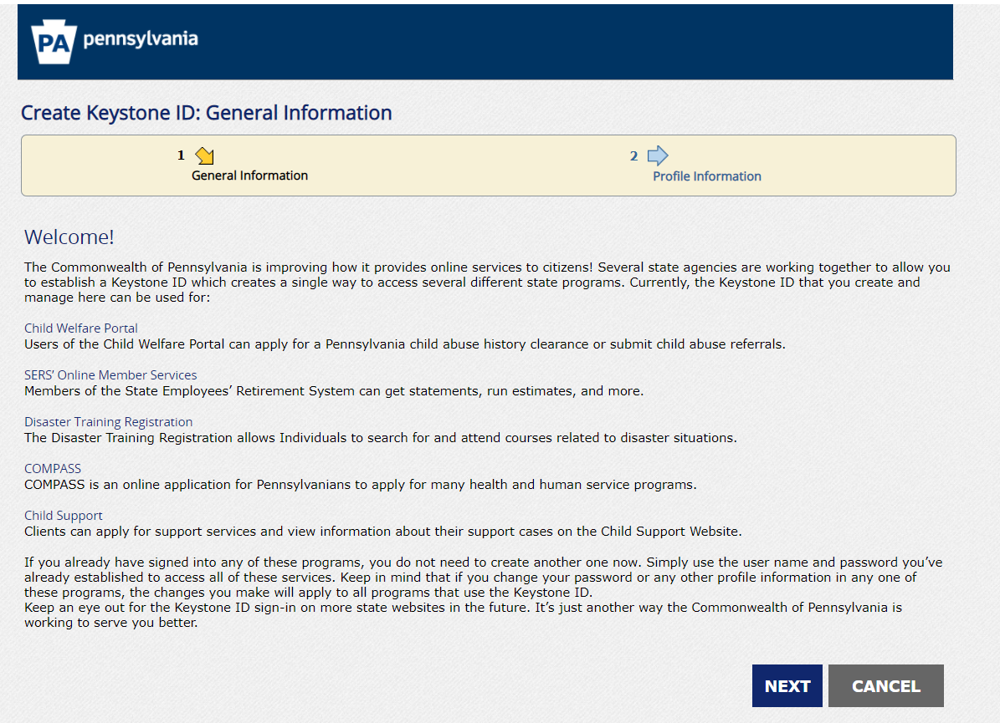 PA pennsylvania
Create Keystone ID: General Information
1
General Information
2
Profile Information
Welcome!
The Commonwealth of Pennsylvania is improving how it provides online services to citizens! Several state agencies are working together to allow you
to establish a Keystone ID which creates a single way to access several different state programs. Currently, the Keystone ID that you create and
manage here can be used for:
Child Welfare Portal
Users of the Child Welfare Portal can apply for a Pennsylvania child abuse history clearance or submit child abuse referrals.
SERS’ Online Member Services
Members of the State Employees’ Retirement System can get statements, run estimates, and more.
Disaster Training Registration
The Disaster Training Registration allows Individuals to search for and attend courses related to disaster situations.
COMPASS
COMPASS is an online application for Pennsylvanians to apply for many health and human service programs.
Child Support
Clients can apply for support services and view information about their support cases on the Child Support Website.
If you already have signed into any of these programs, you do not need to create another one now. Simply use the user name and password you’ve
already established to access all of these services. Keep in mind that if you change your password or any other profile information in any one of
these programs, the changes you make will apply to all programs that use the Keystone ID.
Keep an eye out for the Keystone ID sign-in on more state websites in the future. It’s just another way the Commonwealth of Pennsylvania is
working to serve you better.
NEXT CANCEL